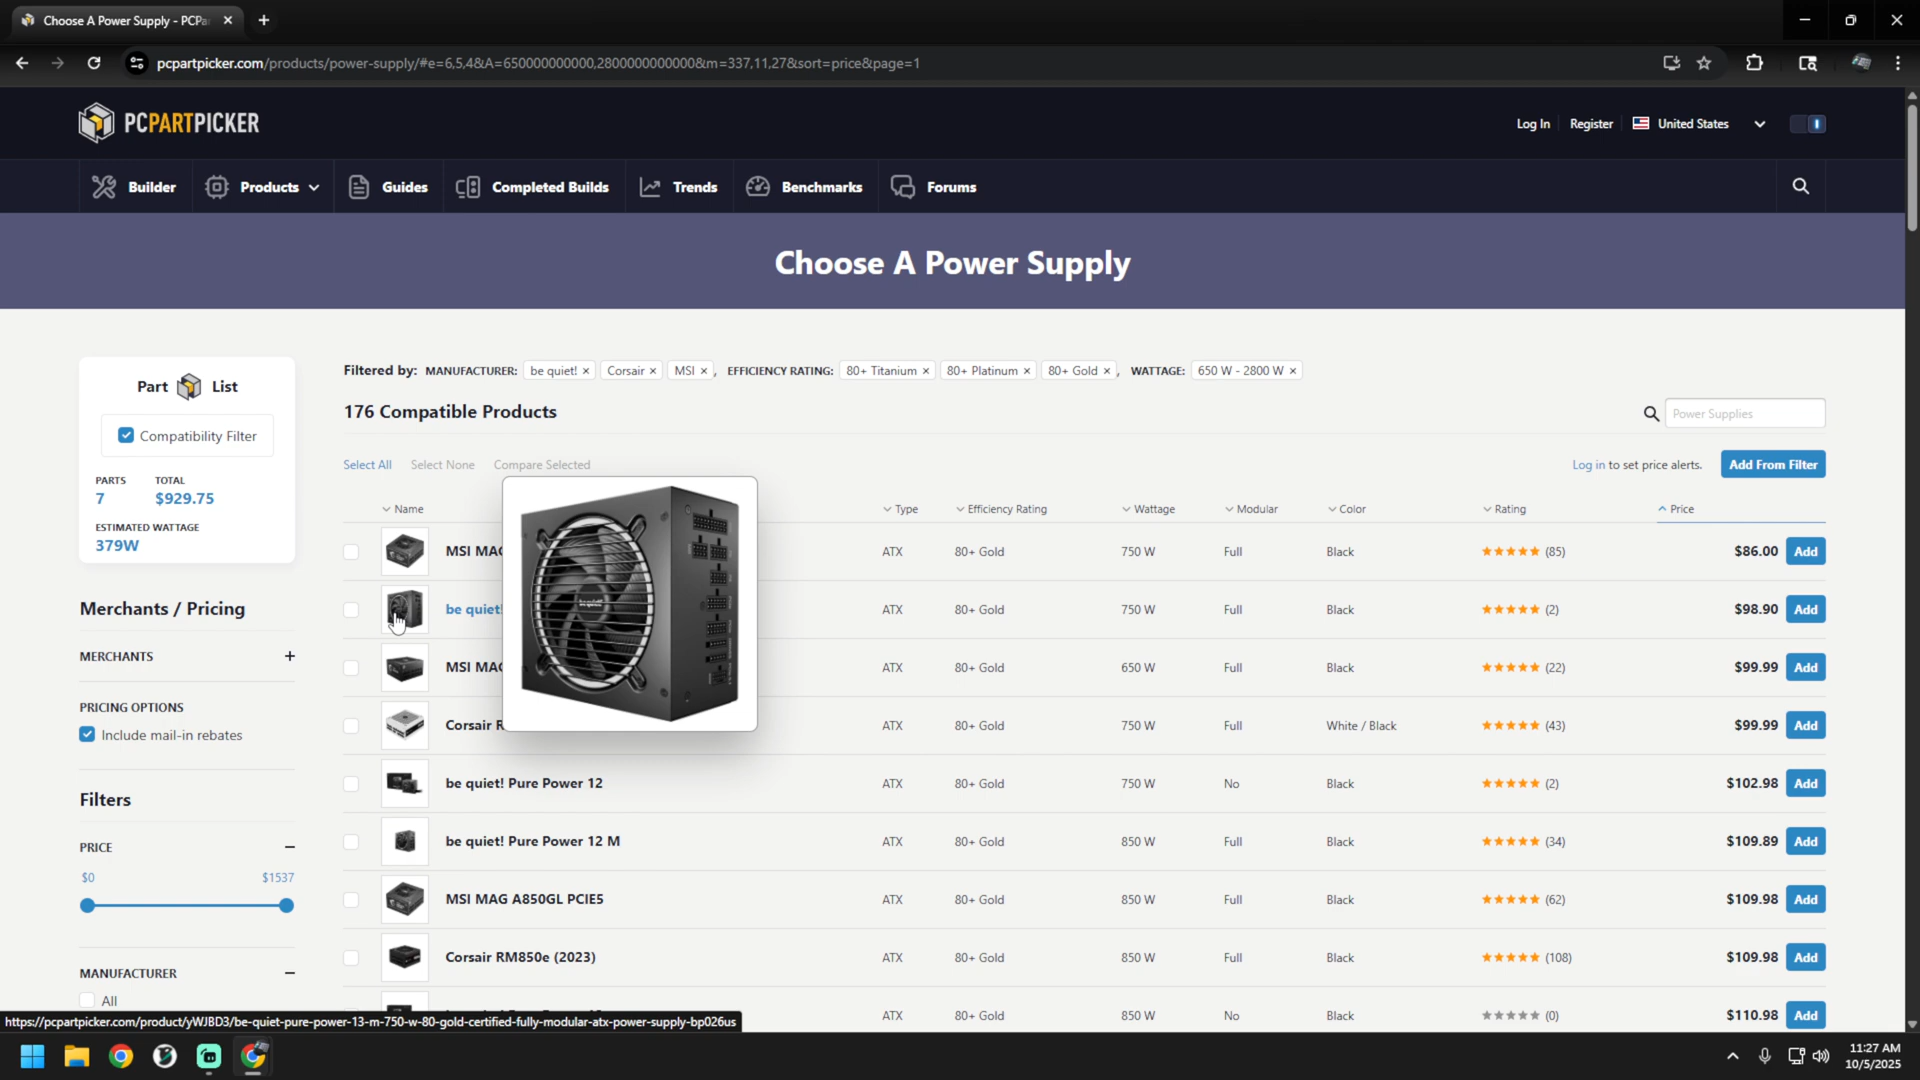 Choose A Power Supply - PCPa
pcpartpicker.com/products/power-supply/#e=6,5,4&A=650000000000,28000000000000&m=337,11,27&sort=price&page=1
PCPARTPICKER
Log In
Register
United States
Builder
Products
Guides
Completed Builds
Trends
Benchmarks
Forums
Choose A Power Supply
Part List
Compatibility Filter
PARTS
TOTAL
7
$929.75
ESTIMATED WATTAGE
379W
Merchants / Pricing
MERCHANTS
PRICING OPTIONS
Include mail-in rebates
Filters
PRICE
$0
$1537
MANUFACTURER
All
Filtered by: MANUFACTURER: be quiet! × Corsair × MSI ×, EFFICIENCY RATING: 80+ Titanium × 80+ Platinum × 80+ Gold ×, WATTAGE: 650 W - 2800 W ×
176 Compatible Products
Power Supplies
Select All
Select None
Compare Selected
Log in to set price alerts.
Add From Filter
Name Type Efficiency Rating Wattage Modular Color Rating Price
MSI MAG ATX 80+ Gold 750 W Full Black (85) $86.00 Add
be quiet! ATX 80+ Gold 750 W Full Black (2) $98.90 Add
MSI MAG ATX 80+ Gold 650 W Full Black (22) $99.99 Add
Corsair R ATX 80+ Gold 750 W Full White / Black (43) $99.99 Add
be quiet! Pure Power 12 ATX 80+ Gold 750 W No Black (2) $102.98 Add
be quiet! Pure Power 12 M ATX 80+ Gold 850 W Full Black (34) $109.89 Add
MSI MAG A850GL PCIE5 ATX 80+ Gold 850 W Full Black (62) $109.98 Add
Corsair RM850e (2023) ATX 80+ Gold 850 W Full Black (108) $109.98 Add
ATX 80+ Gold 850 W No Black (0) $110.98 Add
be quiet!
https://pcpartpicker.com/product/yWJBD3/be-quiet-pure-power-13-m-750-w-80-gold-certified-fully-modular-atx-power-supply-bp026us
11:27 AM
10/5/2025